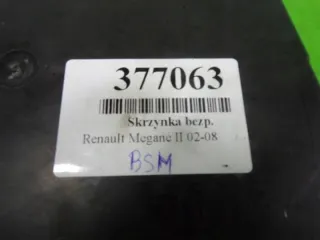 377063
Skrzynka bezp.
Renault Megane II 02-08
BSM